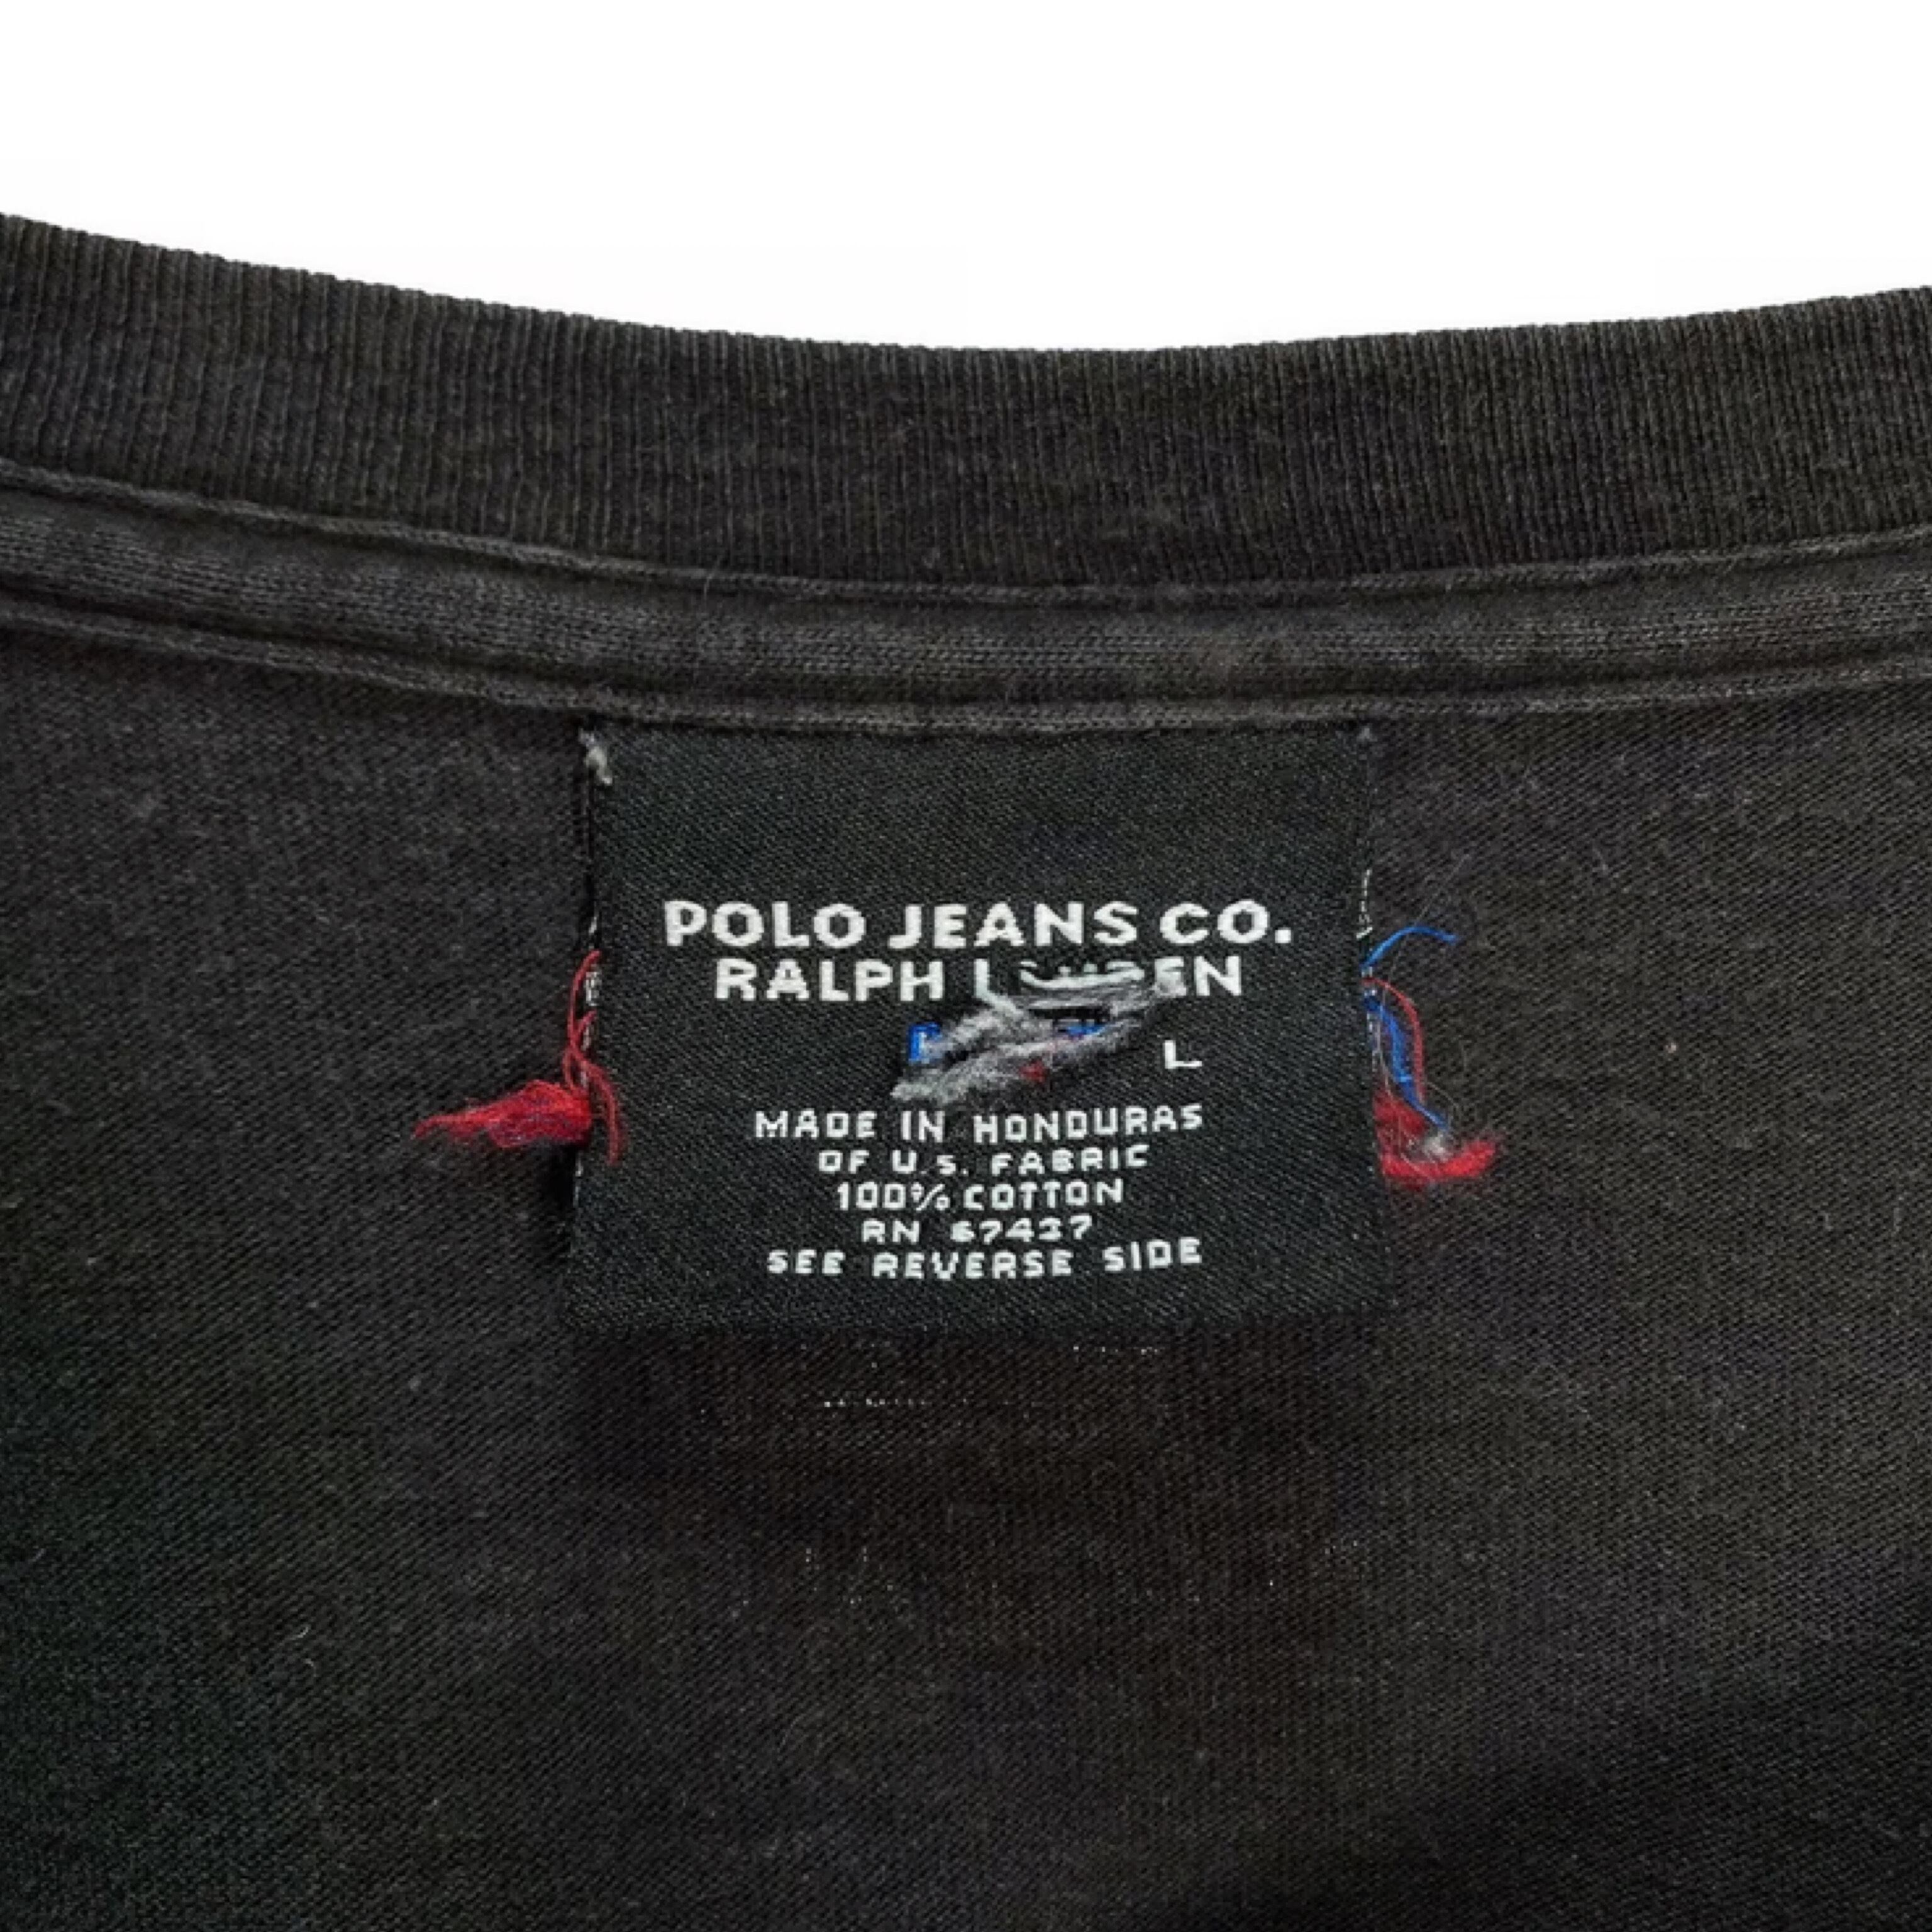 POLO JEANS CO.
RALPH
L
MADE IN HONDURAS
OF U.S. FABRIC
100% COTTON
RN 67437
SEE REVERSE SIDE